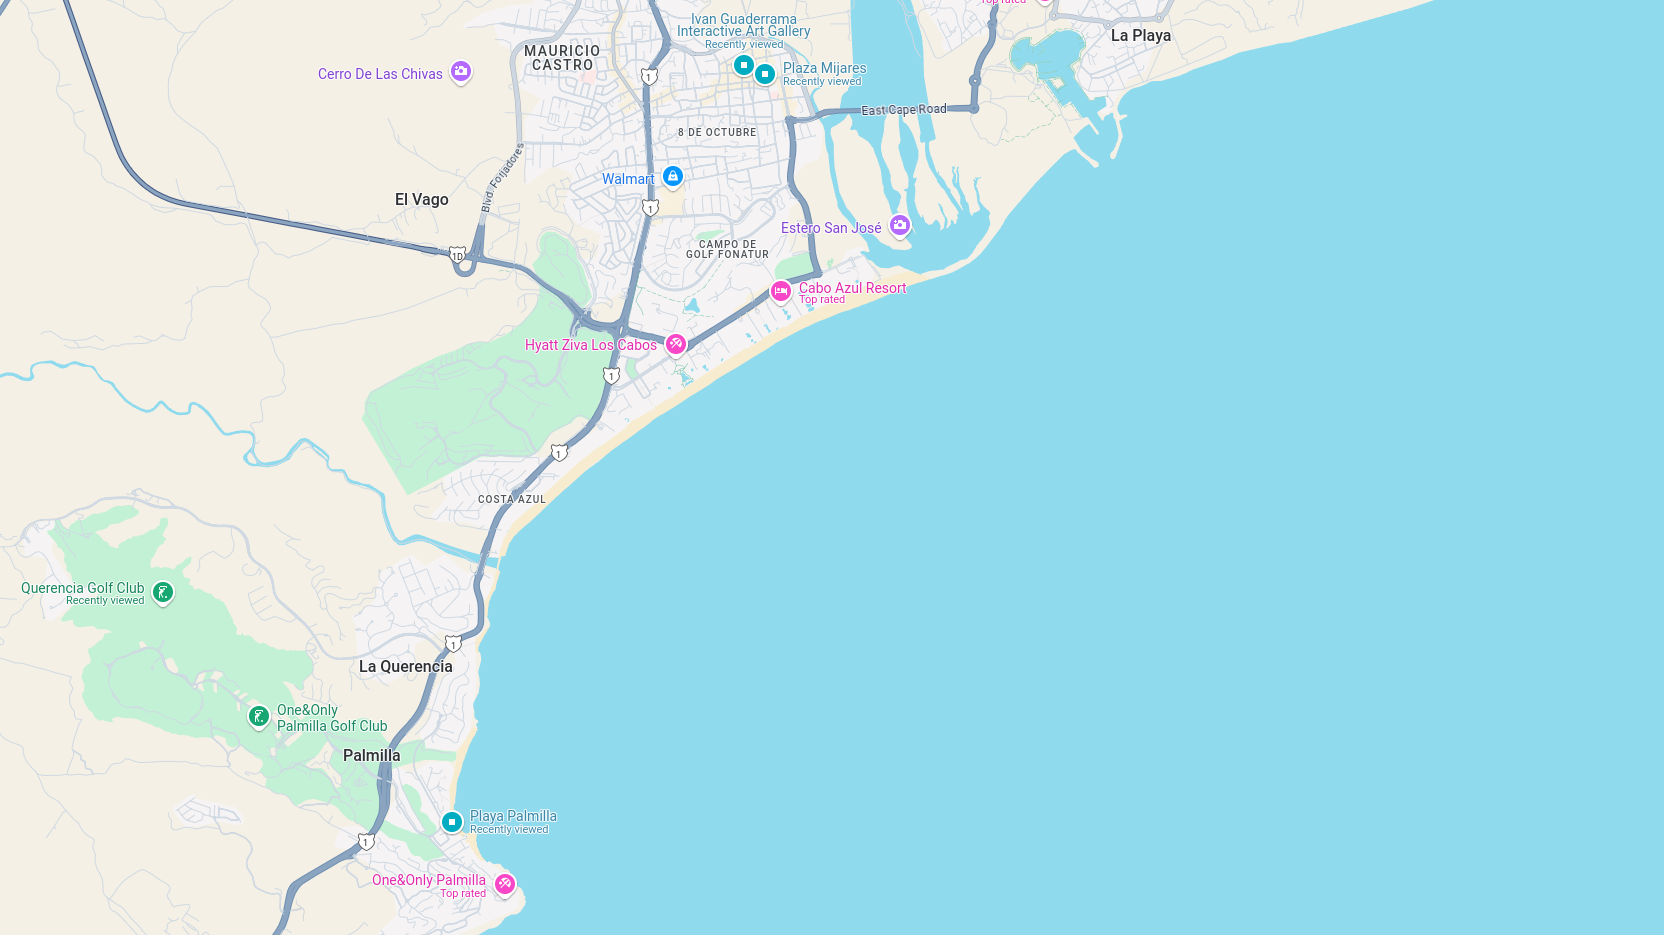 Top rated
Ivan Guaderrama
Interactive Art Gallery
Recently viewed
La Playa
MAURICIO
CASTRO
Cerro De Las Chivas
1
Plaza Mijares
Recently viewed
East Cape Road
8 DE OCTUBRE
Blvd. Forjadores
Walmart
El Vago
1
Estero San José
CAMPO DE
GOLF FONATUR
1D
Cabo Azul Resort
Top rated
Hyatt Ziva Los Cabos
1
1
COSTA AZUL
Querencia Golf Club
Recently viewed
1
La Querencia
One&Only
Palmilla Golf Club
Palmilla
Playa Palmilla
Recently viewed
1
One&Only Palmilla
Top rated